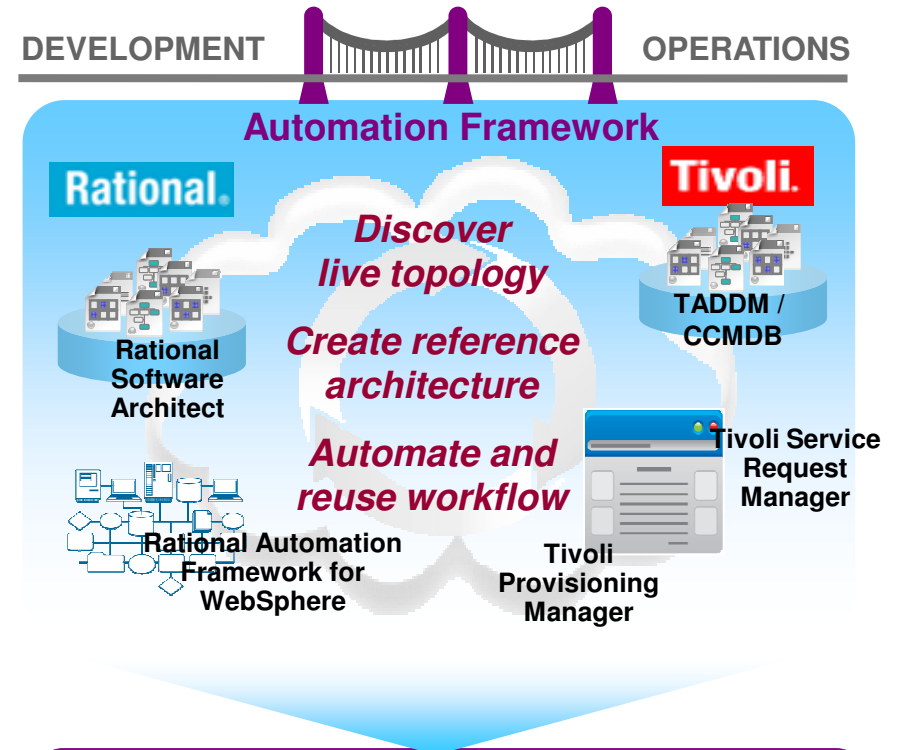 DEVELOPMENT
OPERATIONS
Automation Framework
Rational.
Tivoli.
Discover
live topology
Create reference
architecture
Automate and
reuse workflow
Rational
Software
Architect
TADDM /
CCMDB
Rational Automation
Framework for
WebSphere
Tivoli Service
Request
Manager
Tivoli
Provisioning
Manager